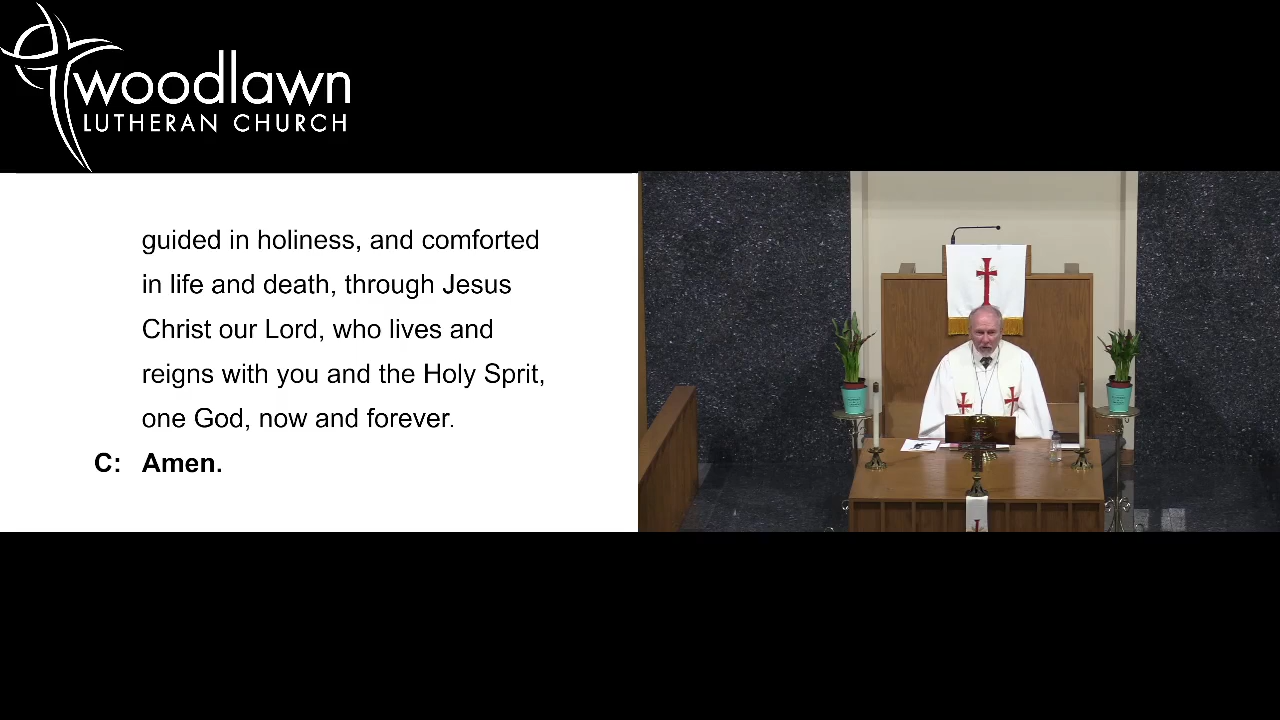 woodlawn
LUTHERAN CHURCH
guided in holiness, and comforted
in life and death, through Jesus
Christ our Lord, who lives and
reigns with you and the Holy Sprit,
one God, now and forever.
C: Amen.